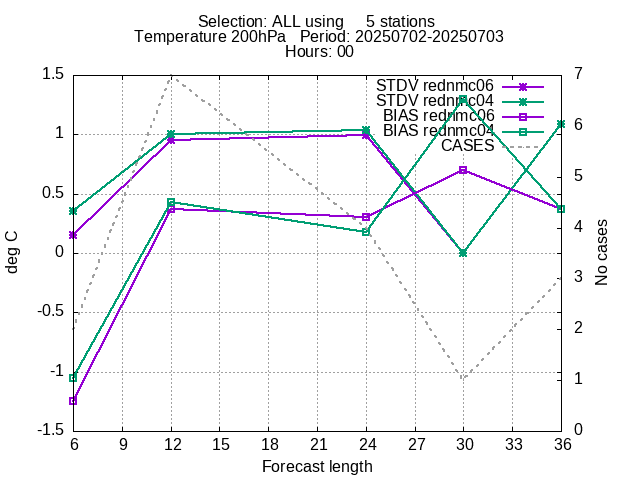 Selection: ALL using 5 stations
Temperature 200hPa Period: 20250702-20250703
Hours: 00
STDV rednmc06
STDV rednmc04
BIAS rednmc06
BIAS rednmc04
CASES
1.5
1
0.5
0
-0.5
-1
-1.5
deg C
7
6
5
4
3
2
1
0
No cases
6 9 12 15 18 21 24 27 30 33 36
Forecast length